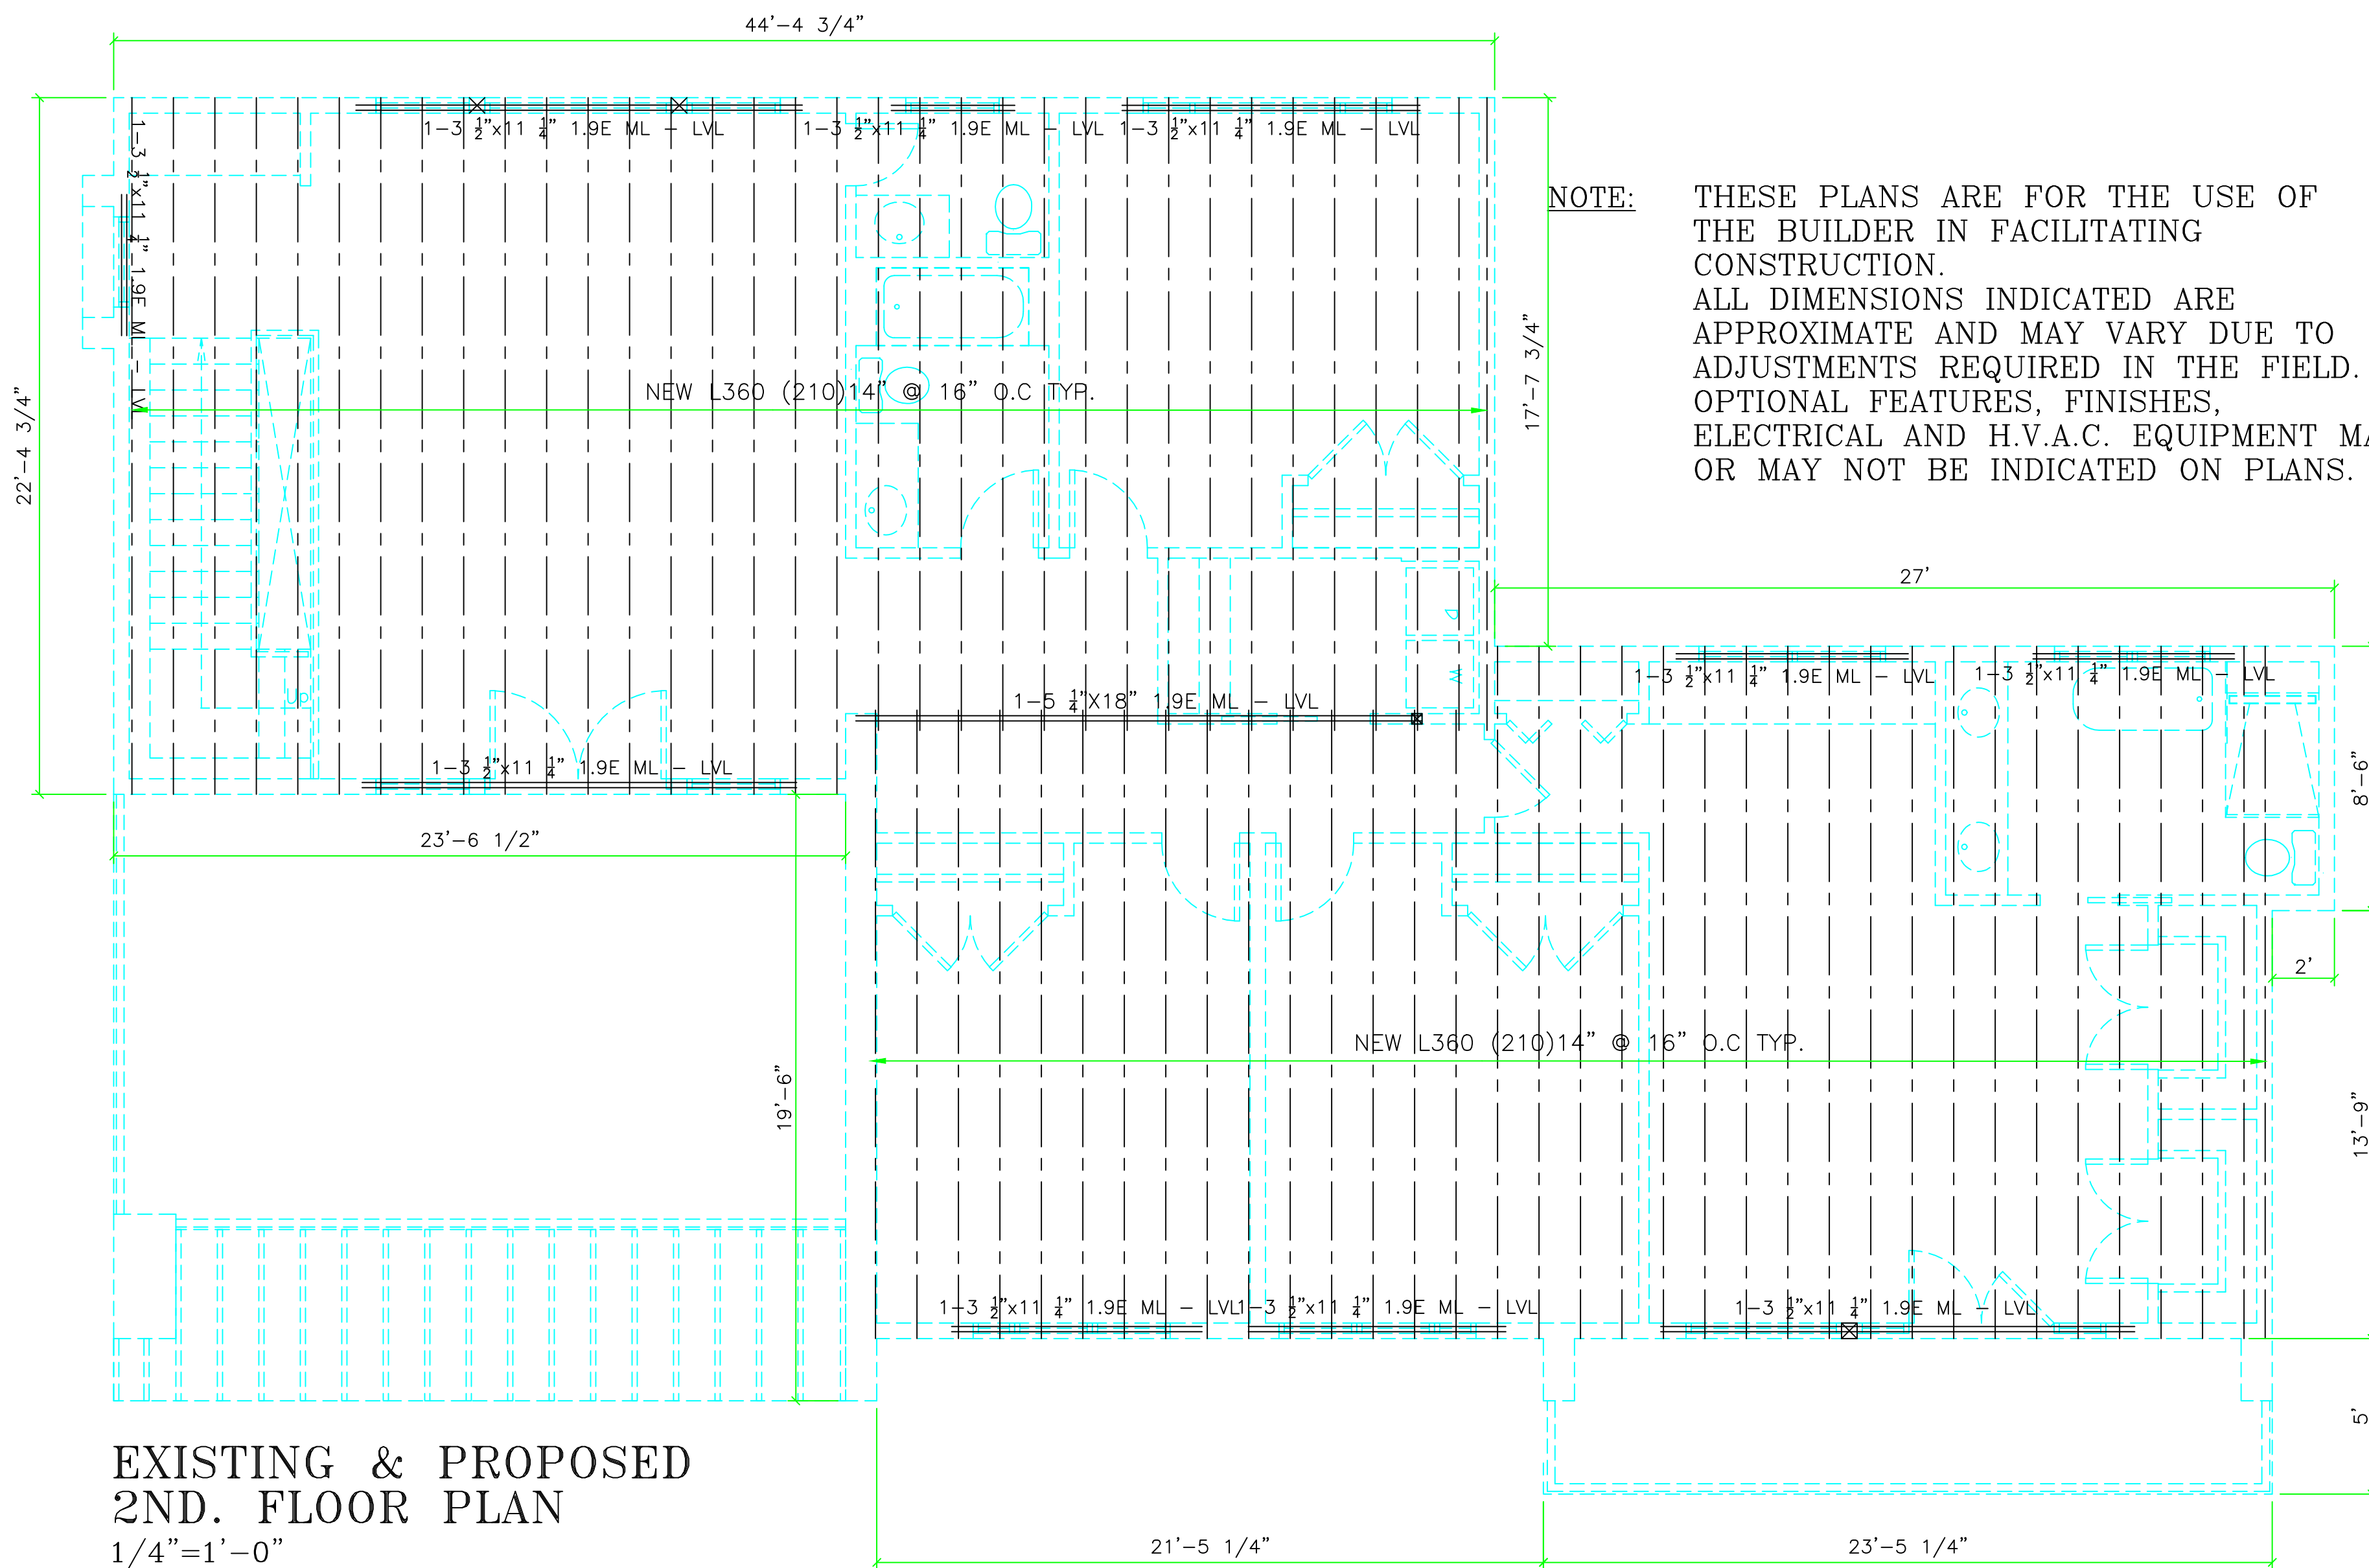 44'-4 3/4"
1-3 1/2"x11 1/4" 1.9E ML - LVL
1-3 1/2"x11 1/4" 1.9E ML - LVL
1-3 1/2"x11 1/4" 1.9E ML - LVL
1-3 1/2"x11 1/4" 1.9E ML - LVL
NOTE: THESE PLANS ARE FOR THE USE OF
THE BUILDER IN FACILITATING
CONSTRUCTION.
ALL DIMENSIONS INDICATED ARE
APPROXIMATE AND MAY VARY DUE TO
ADJUSTMENTS REQUIRED IN THE FIELD.
OPTIONAL FEATURES, FINISHES,
ELECTRICAL AND H.V.A.C. EQUIPMENT
OR MAY NOT BE INDICATED ON PLANS.
22'-4 3/4"
NEW L360 (210)14" @ 16" O.C TYP.
17'-7 3/4"
27'
D
W
Up
1-5 1/4"X18" 1.9E ML - LVL
1-3 1/2"x11 1/4" 1.9E ML - LVL
1-3 1/2"x11 1/4" 1.9E ML - LVL
1-3 1/2"x11 1/4" 1.9E ML - LVL
8'-6"
23'-6 1/2"
2'
NEW L360 (210)14" @ 16" O.C TYP.
19'-6"
13'-9"
1-3 1/2"x11 1/4" 1.9E ML - LVL
1-3 1/2"x11 1/4" 1.9E ML - LVL
1-3 1/2"x11 1/4" 1.9E ML - LVL
5'
EXISTING & PROPOSED
2ND. FLOOR PLAN
1/4"=1'-0"
21'-5 1/4"
23'-5 1/4"